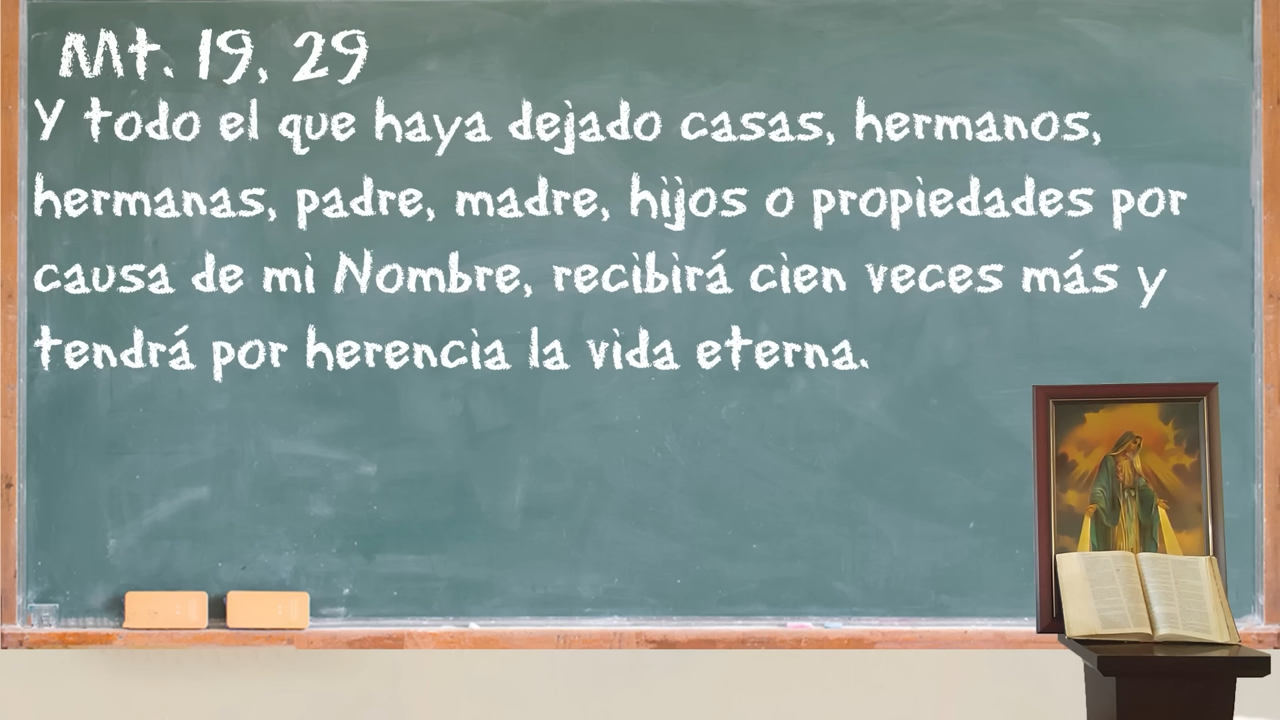 Mt. 19, 29
Y todo el que haya dejado casas, hermanos,
hermanas, padre, madre, hijos o propiedades por
causa de mi Nombre, recibirá cien veces más y
tendrá por herencia la vida eterna.